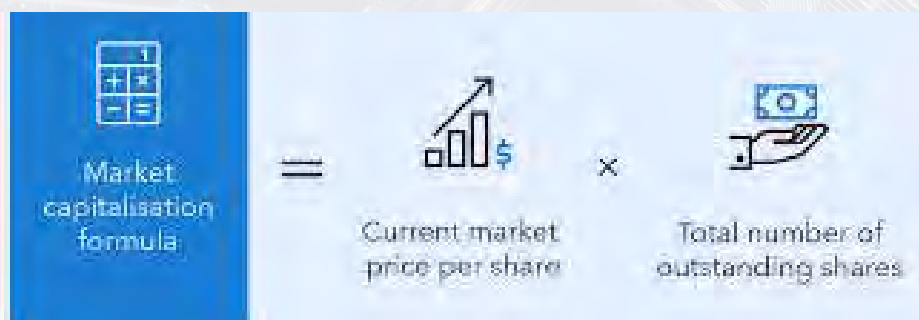 Market
capitalisation
formula
=
Current market
price per share
$
×
Total number of
outstanding shares